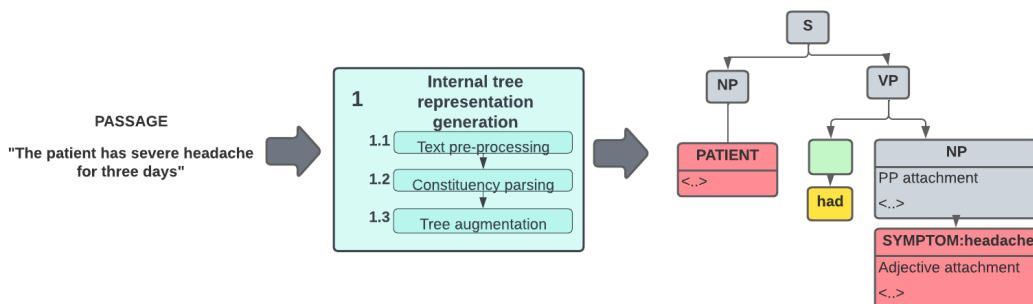 PASSAGE
"The patient has severe headache
for three days"
1
Internal tree
representation
generation
1.1
Text pre-processing
1.2
Constituency parsing
1.3
Tree augmentation
S
NP
VP
PATIENT
<..>
had
NP
PP attachment
<..>
SYMPTOM:headache
Adjective attachment
<..>